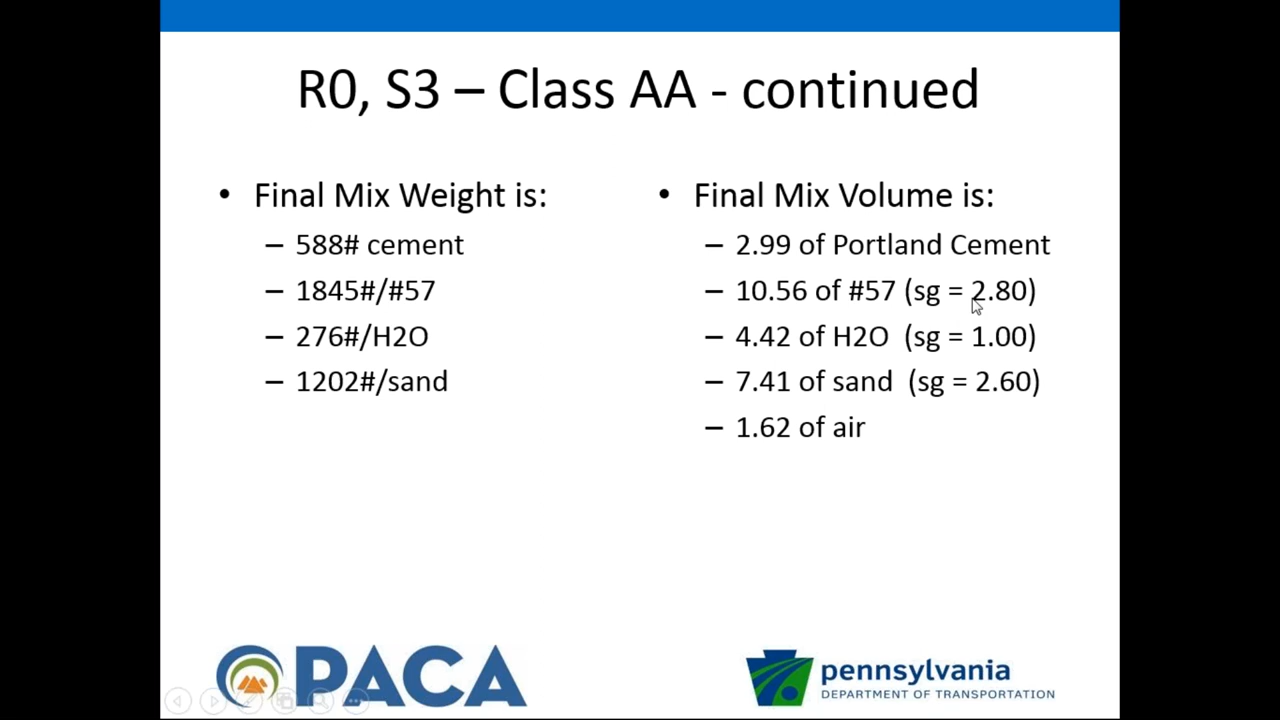 R0, S3 – Class AA - continued
• Final Mix Weight is:
– 588# cement
– 1845#/#57
– 276#/H2O
– 1202#/sand
• Final Mix Volume is:
– 2.99 of Portland Cement
– 10.56 of #57 (sg = 2.80)
– 4.42 of H2O (sg = 1.00)
– 7.41 of sand (sg = 2.60)
– 1.62 of air
PACA
pennsylvania
DEPARTMENT OF TRANSPORTATION